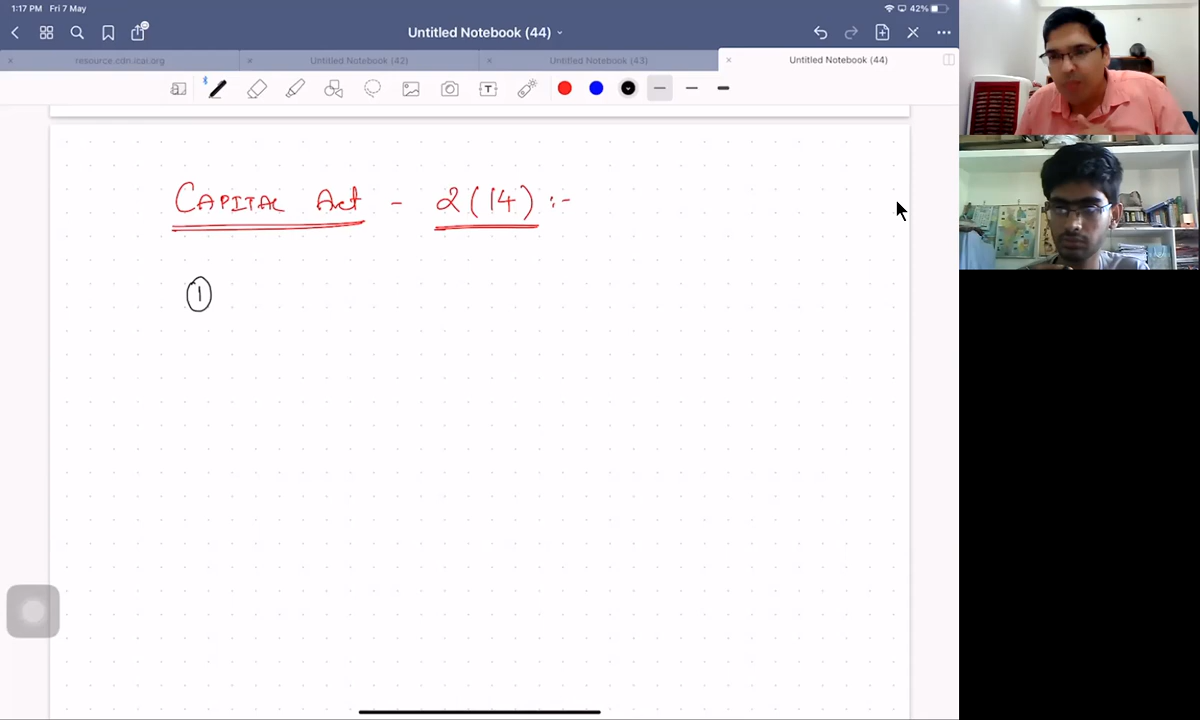 1:17 PM Fri 7 May
42%
Untitled Notebook (44)
resource.cdn.icai.org
Untitled Notebook (42)
Untitled Notebook (43)
Untitled Notebook (44)
T
CAPITAL Act - 2(14) :-
1